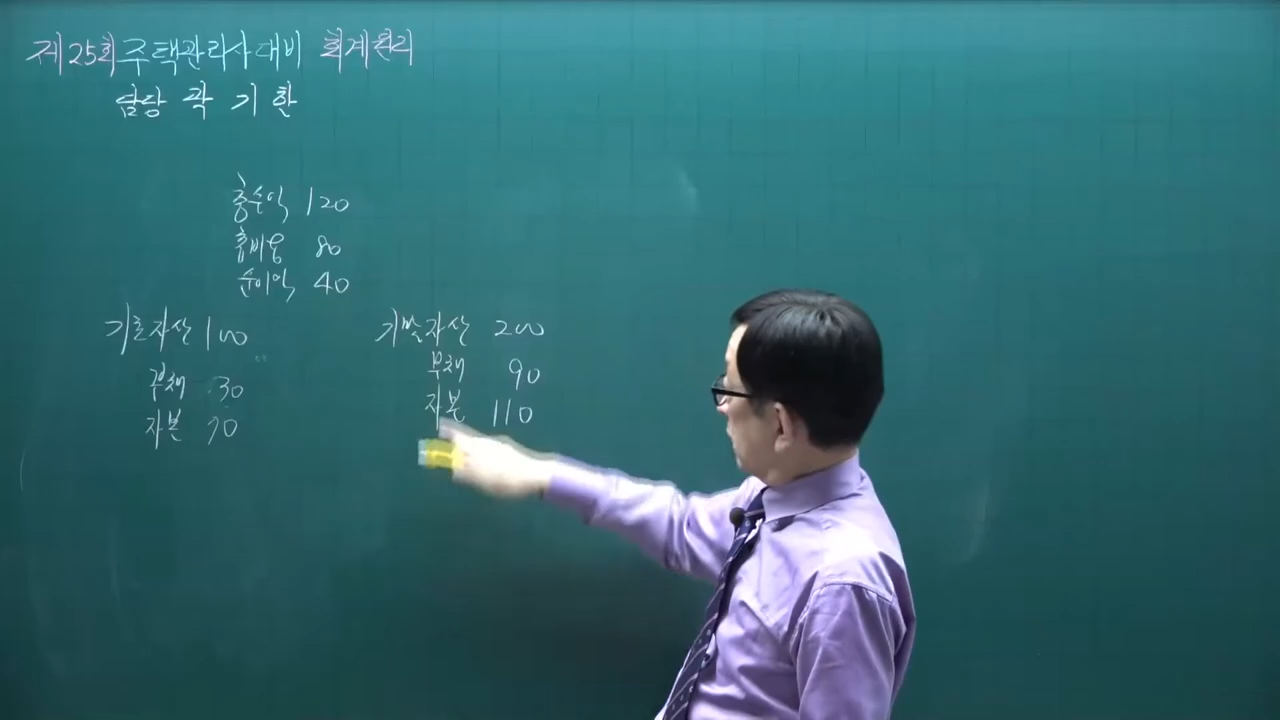 제25회 주택관리사대비 회계원리
담당 곽기환
총수익 120
총비용 80
순이익 40
기초자산 100
부채 30
자본 70
기말자산 200
부채 90
자본 110